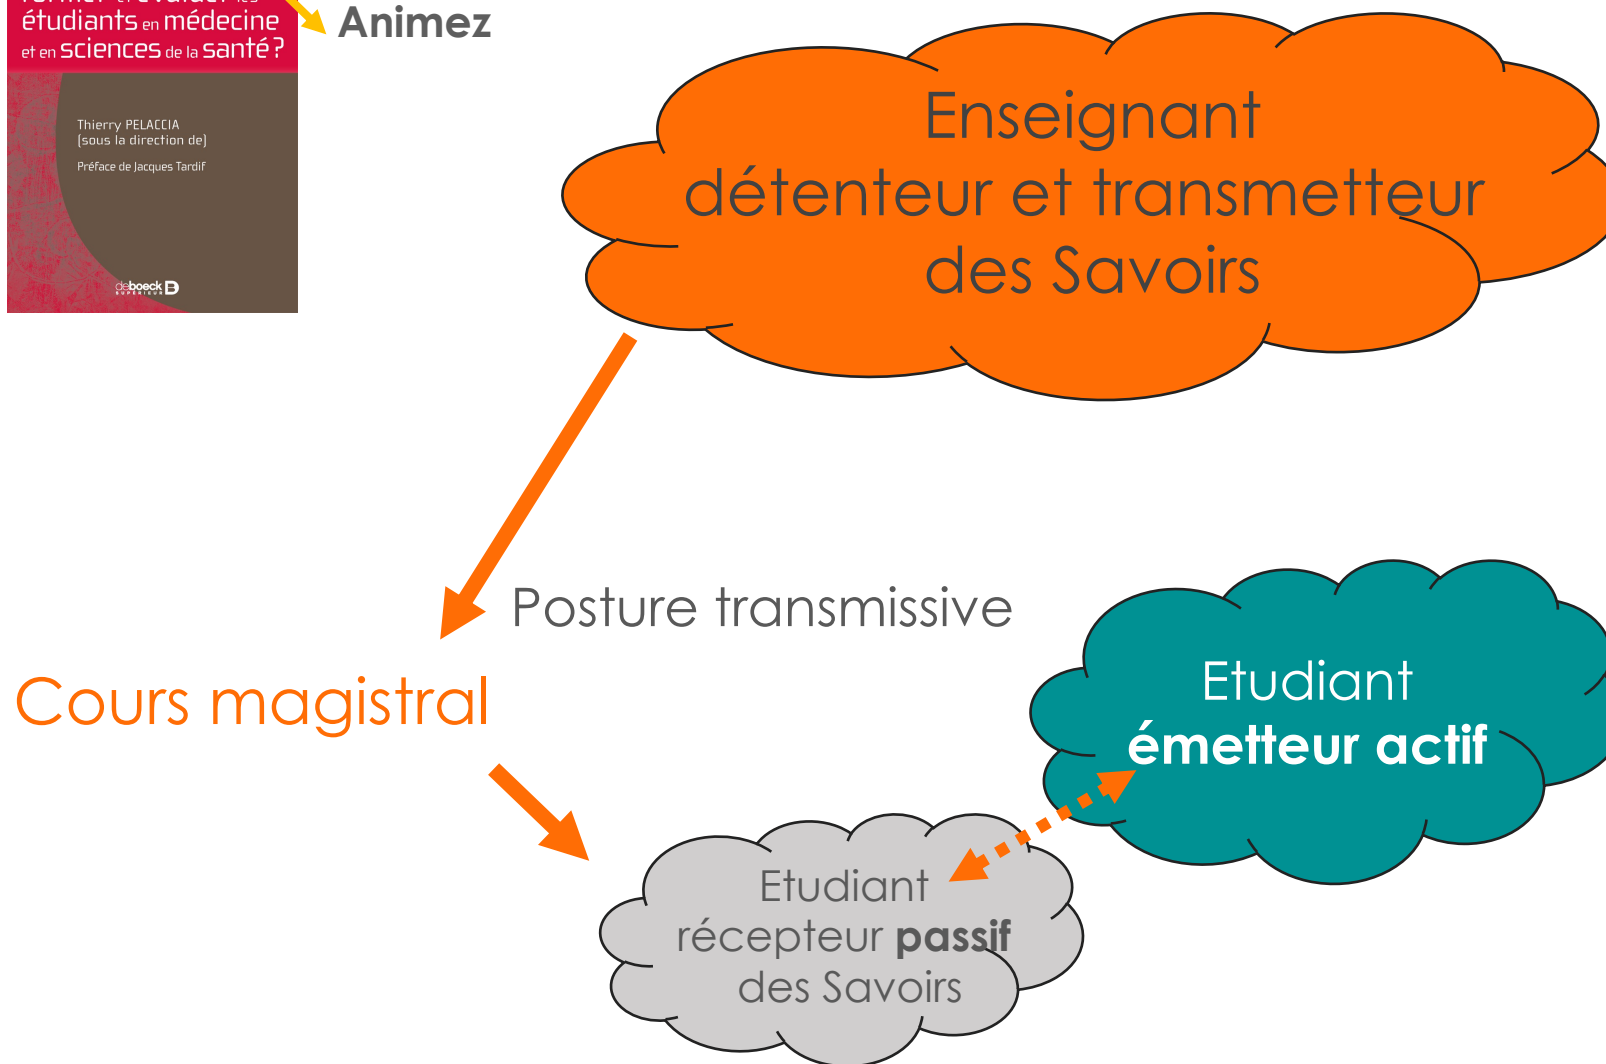 étudiants en médecine
et en sciences de la santé ?
Thierry PELACCIA
(sous la direction de)
Préface de Jacques Tardif
deboeck B
SUPÉRIEUR
Animez
Enseignant
détenteur et transmetteur
des Savoirs
Posture transmissive
Cours magistral
Etudiant
émetteur actif
Etudiant
récepteur passif
des Savoirs